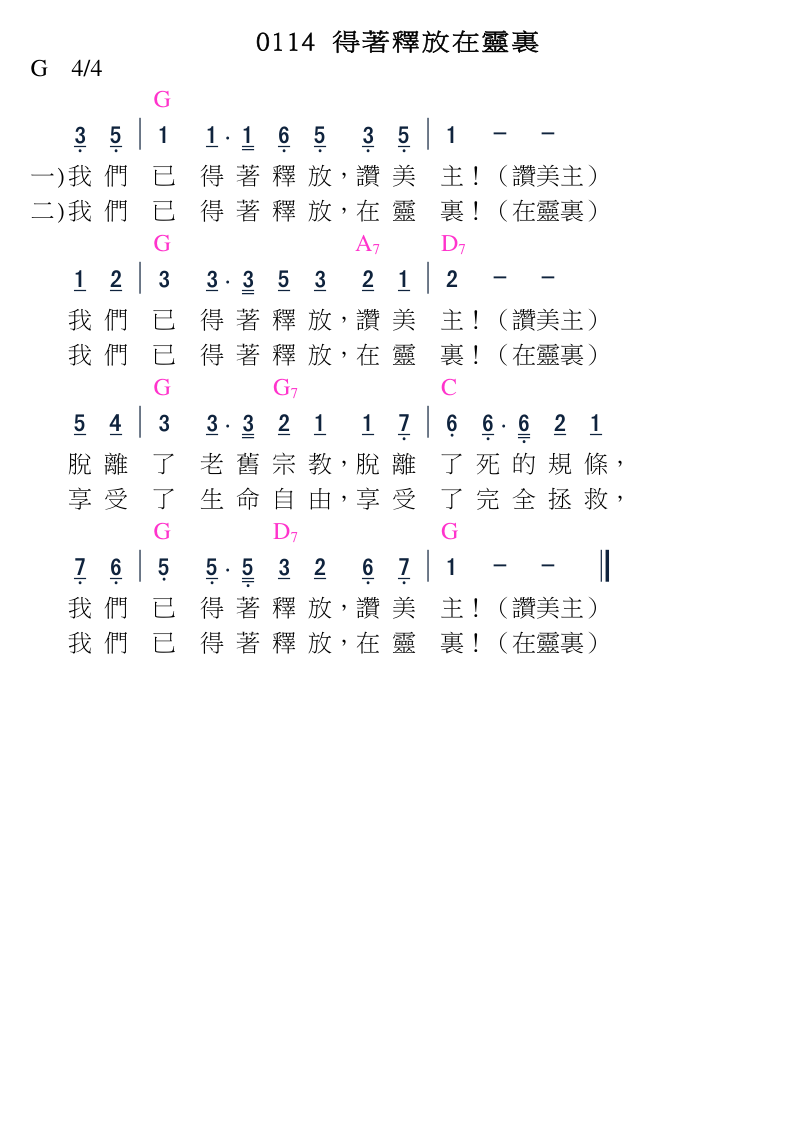 0114 得著釋放在靈裏
G 4/4
G
3 5 | 1 1 · 1 6 5 3 5 | 1 － －
一)我們已得著釋放，讚美主！（讚美主）
二)我們已得著釋放，在靈裏！（在靈裏）
G A7 D7
1 2 | 3 3 · 3 5 3 2 1 | 2 － －
我們已得著釋放，讚美主！（讚美主）
我們已得著釋放，在靈裏！（在靈裏）
G G7 C
5 4 | 3 3 · 3 2 1 1 7 | 6 6 · 6 2 1
脫離了老舊宗教，脫離了死的規條，
享受了生命自由，享受了完全拯救，
G D7 G
7 6 | 5 5 · 5 3 2 6 7 | 1 － －
我們已得著釋放，讚美主！（讚美主）
我們已得著釋放，在靈裏！（在靈裏）